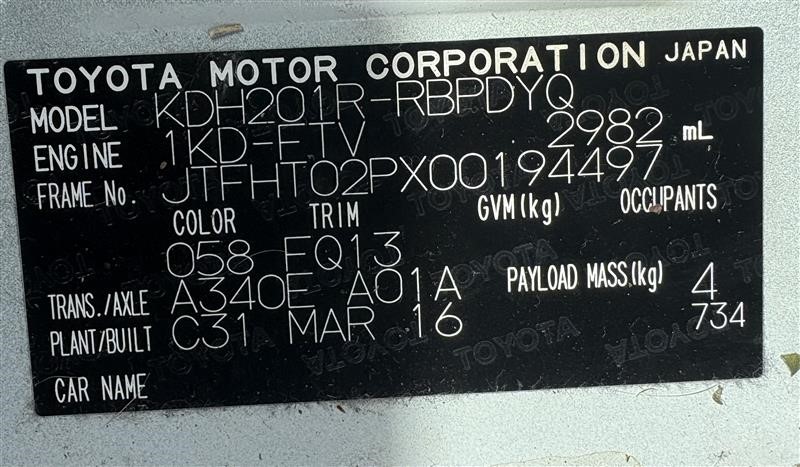 TOYOTA MOTOR CORPORATION JAPAN
MODEL KDH201R-RBPDYQ
ENGINE 1KD-FTV 2982 mL
FRAME No. JTFHT02PX00194497
COLOR TRIM GVM(kg) OCCUPANTS
058 EQ13
TRANS./AXLE A340E A01A PAYLOAD MASS(kg) 4
PLANT/BUILT C31 MAR 16 734
CAR NAME